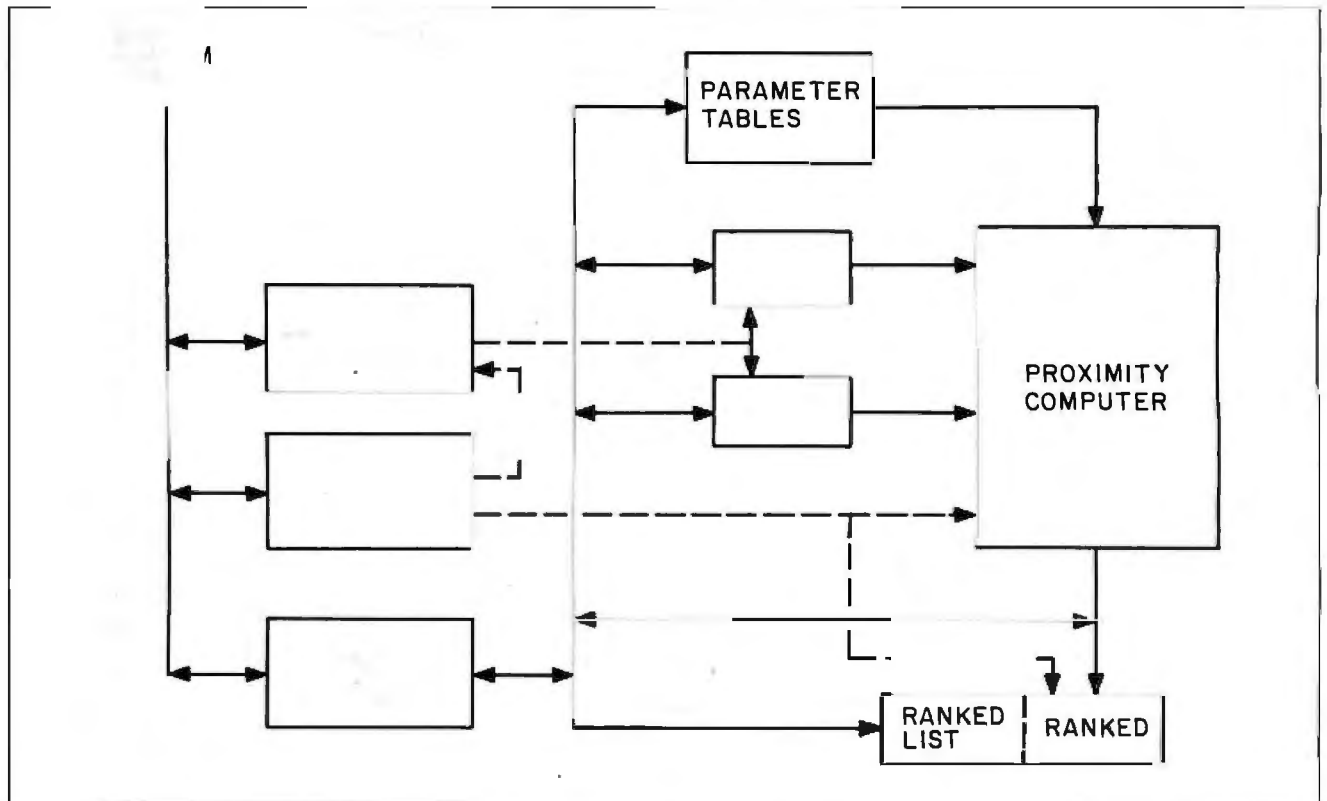 PARAMETER
TABLES
PROXIMITY
COMPUTER
RANKED
LIST
RANKED